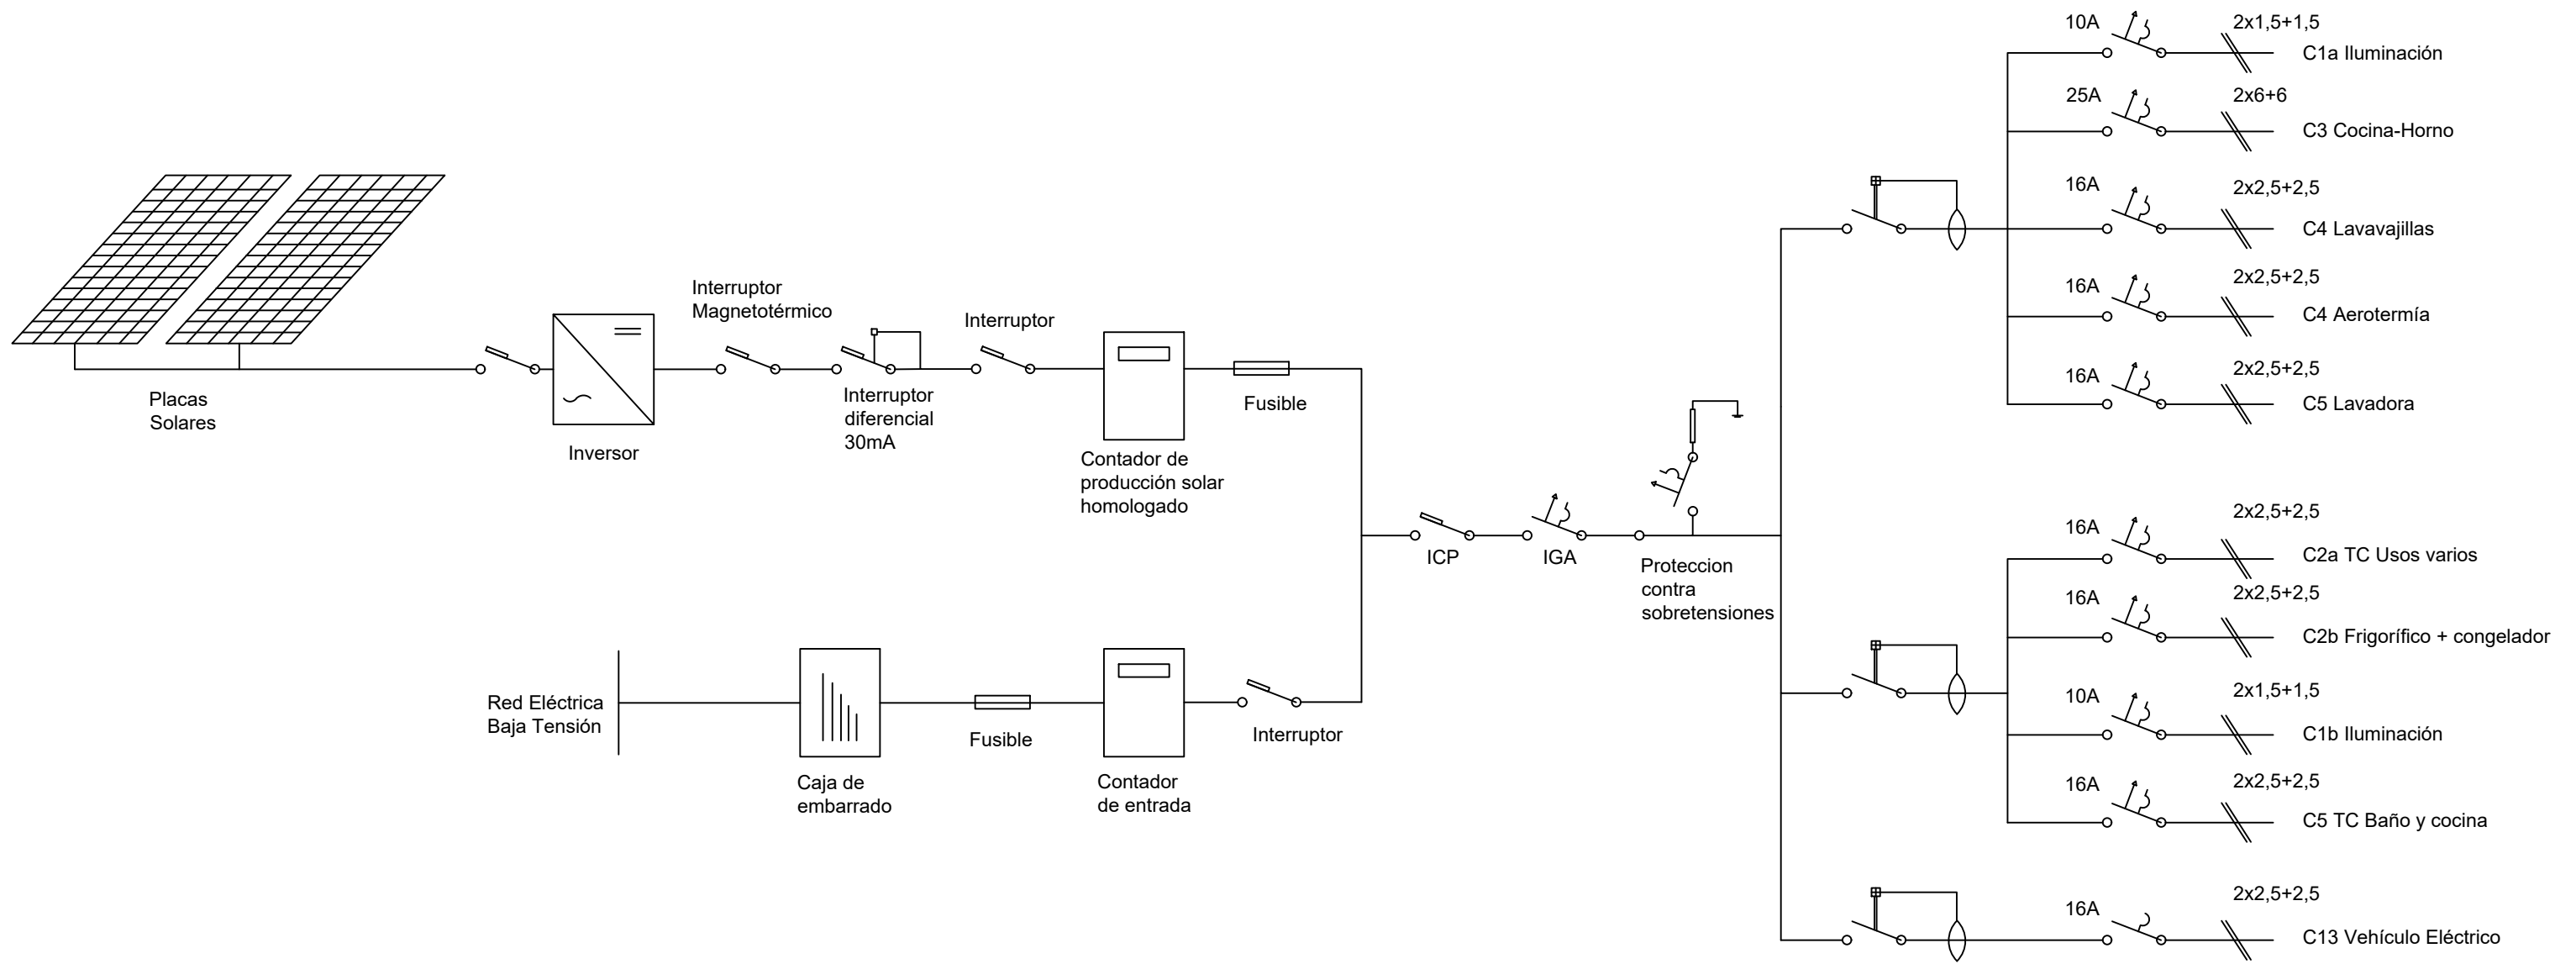 Placas
Solares
Inversor
Interruptor
Magnetotérmico
Interruptor
diferencial
30mA
Interruptor
Contador de
producción solar
homologado
Fusible
Red Eléctrica
Baja Tensión
Caja de
embarrado
Fusible
Contador
de entrada
Interruptor
ICP
IGA
Proteccion
contra
sobretensiones
10A
2x1,5+1,5
C1a Iluminación
25A
2x6+6
C3 Cocina-Horno
16A
2x2,5+2,5
C4 Lavavajillas
16A
2x2,5+2,5
C4 Aerotermía
16A
2x2,5+2,5
C5 Lavadora
16A
2x2,5+2,5
C2a TC Usos varios
16A
2x2,5+2,5
C2b Frigorífico + congelador
10A
2x1,5+1,5
C1b Iluminación
16A
2x2,5+2,5
C5 TC Baño y cocina
16A
2x2,5+2,5
C13 Vehículo Eléctrico